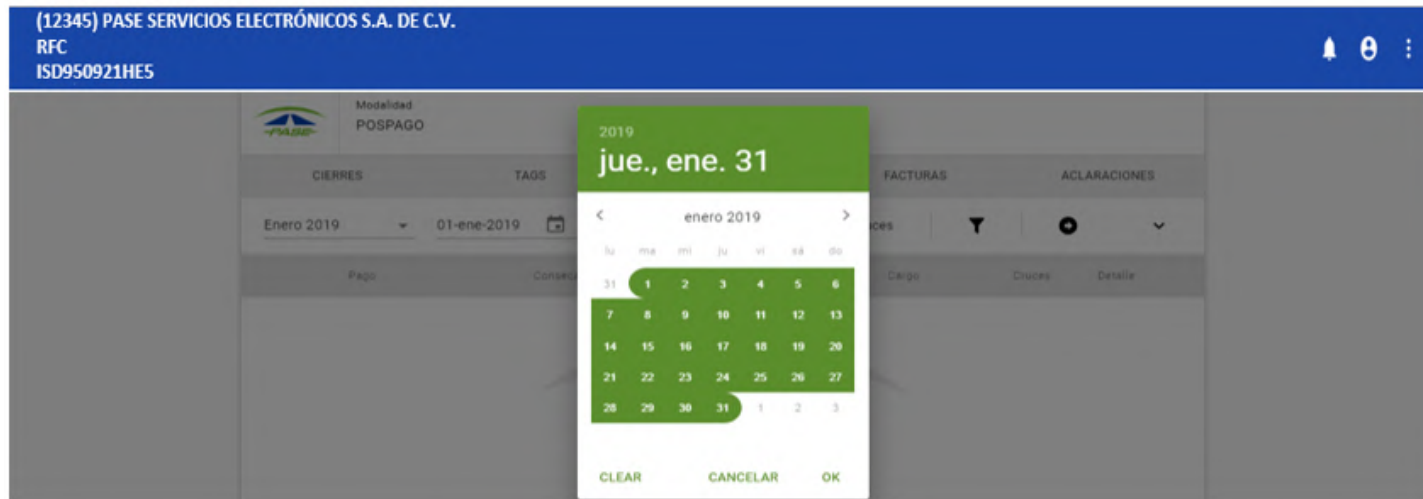 (12345) PASE SERVICIOS ELECTRÓNICOS S.A. DE C.V.
RFC
ISD950921HE5
PASE
Modalidad
POSPAGO
CIERRES TAGS FACTURAS ACLARACIONES
Enero 2019 01-ene-2019
Pago Cargo Cruces Detalle
2019
jue., ene. 31
enero 2019
lu ma mi ju vi sá do
31 1 2 3 4 5 6
7 8 9 10 11 12 13
14 15 16 17 18 19 20
21 22 23 24 25 26 27
28 29 30 31 1 2 3
CLEAR CANCELAR OK